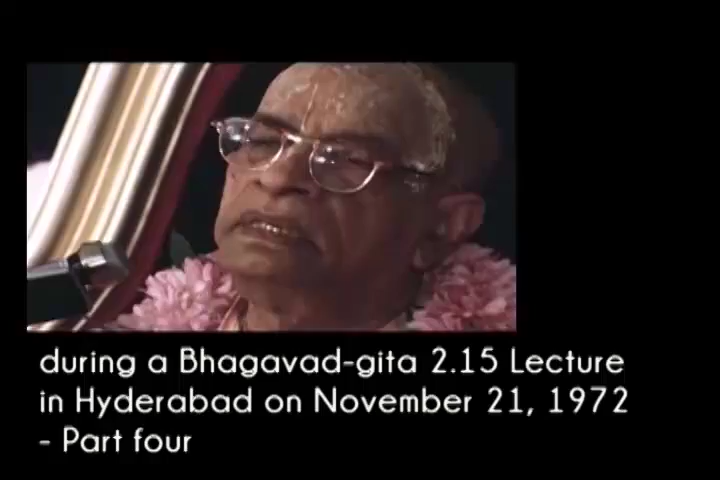 during a Bhagavad-gita 2.15 Lecture
in Hyderabad on November 21, 1972
- Part four